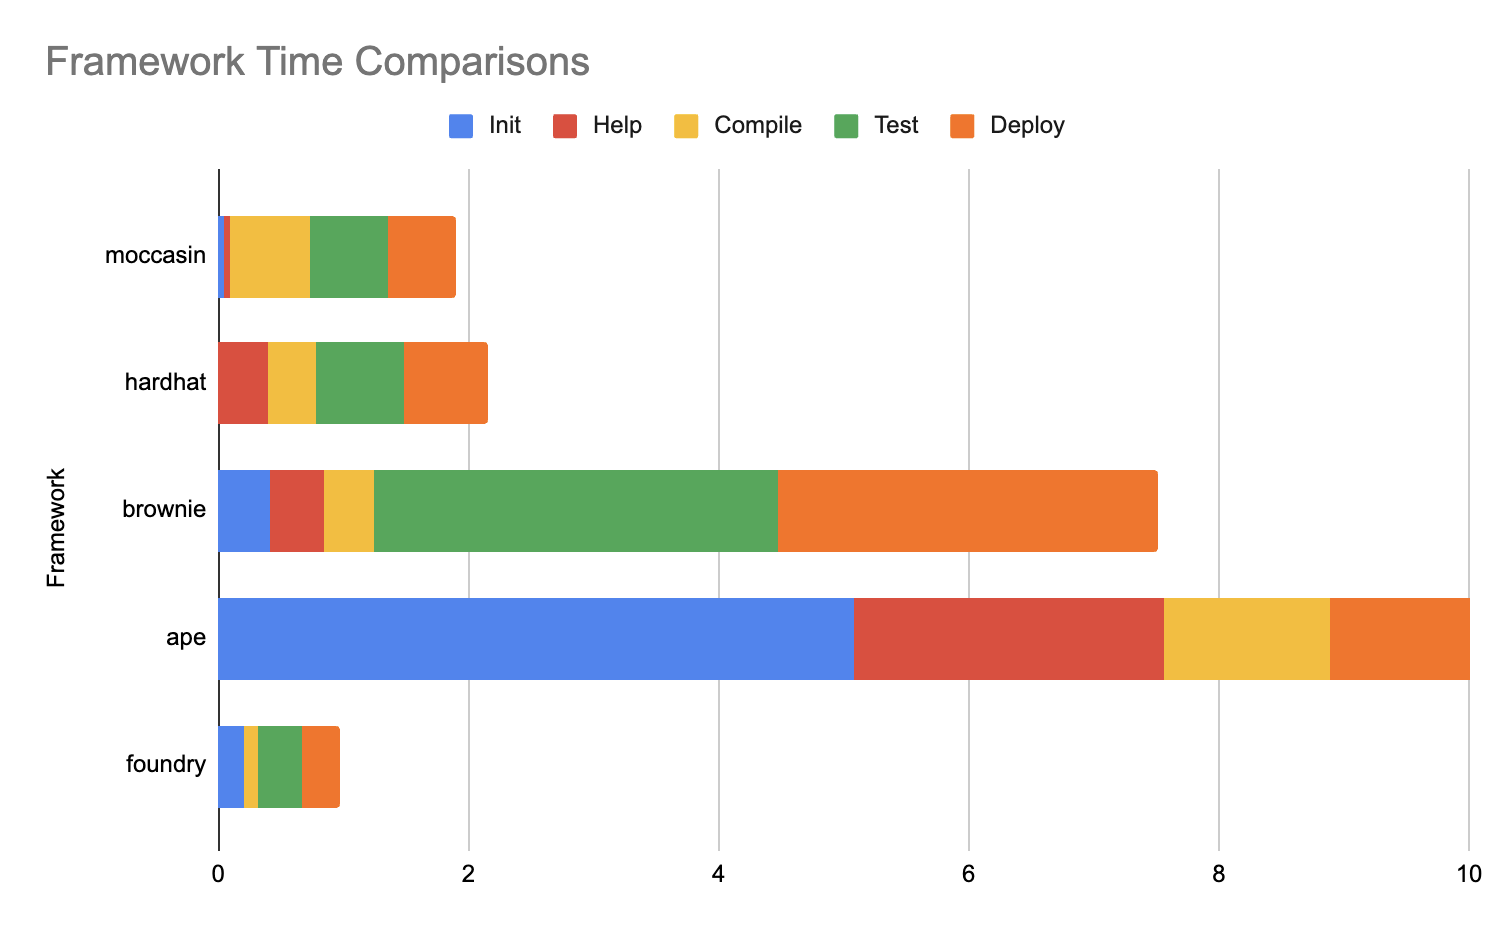 Framework Time Comparisons
Init Help Compile Test Deploy
Framework
moccasin
hardhat
brownie
ape
foundry
0 2 4 6 8 10